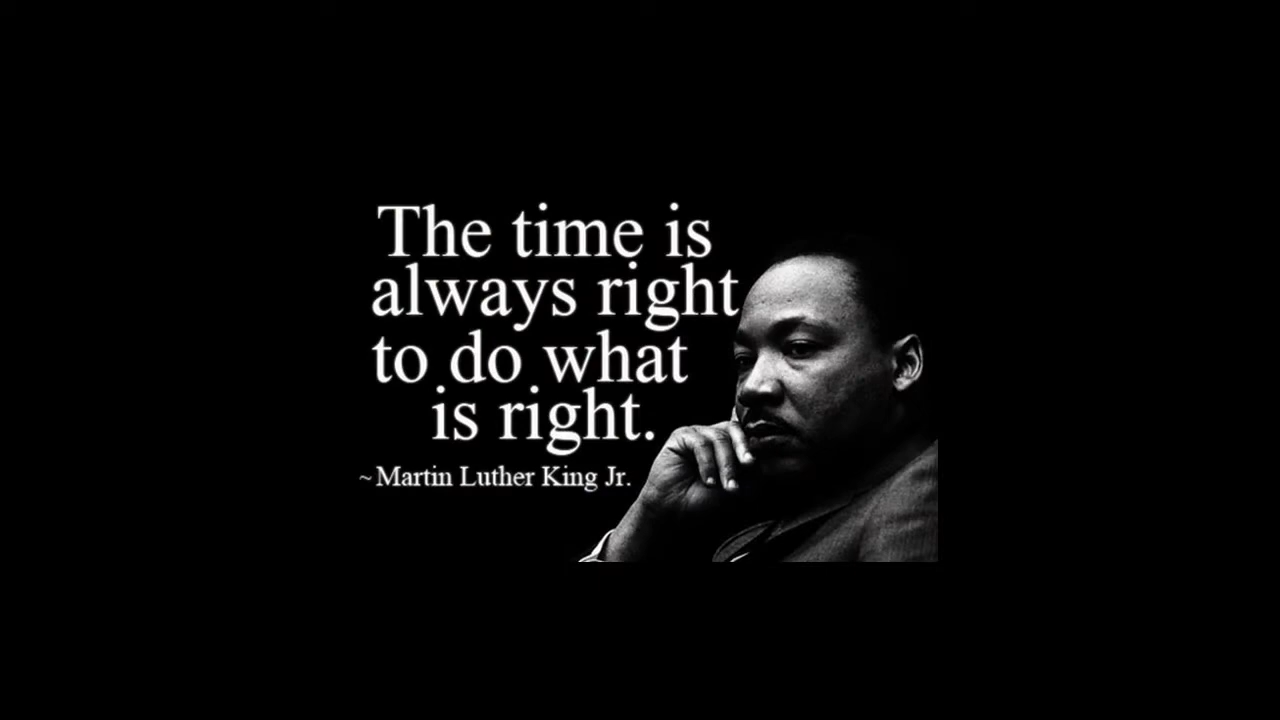 The time is
always right
to do what
is right.
~Martin Luther King Jr.